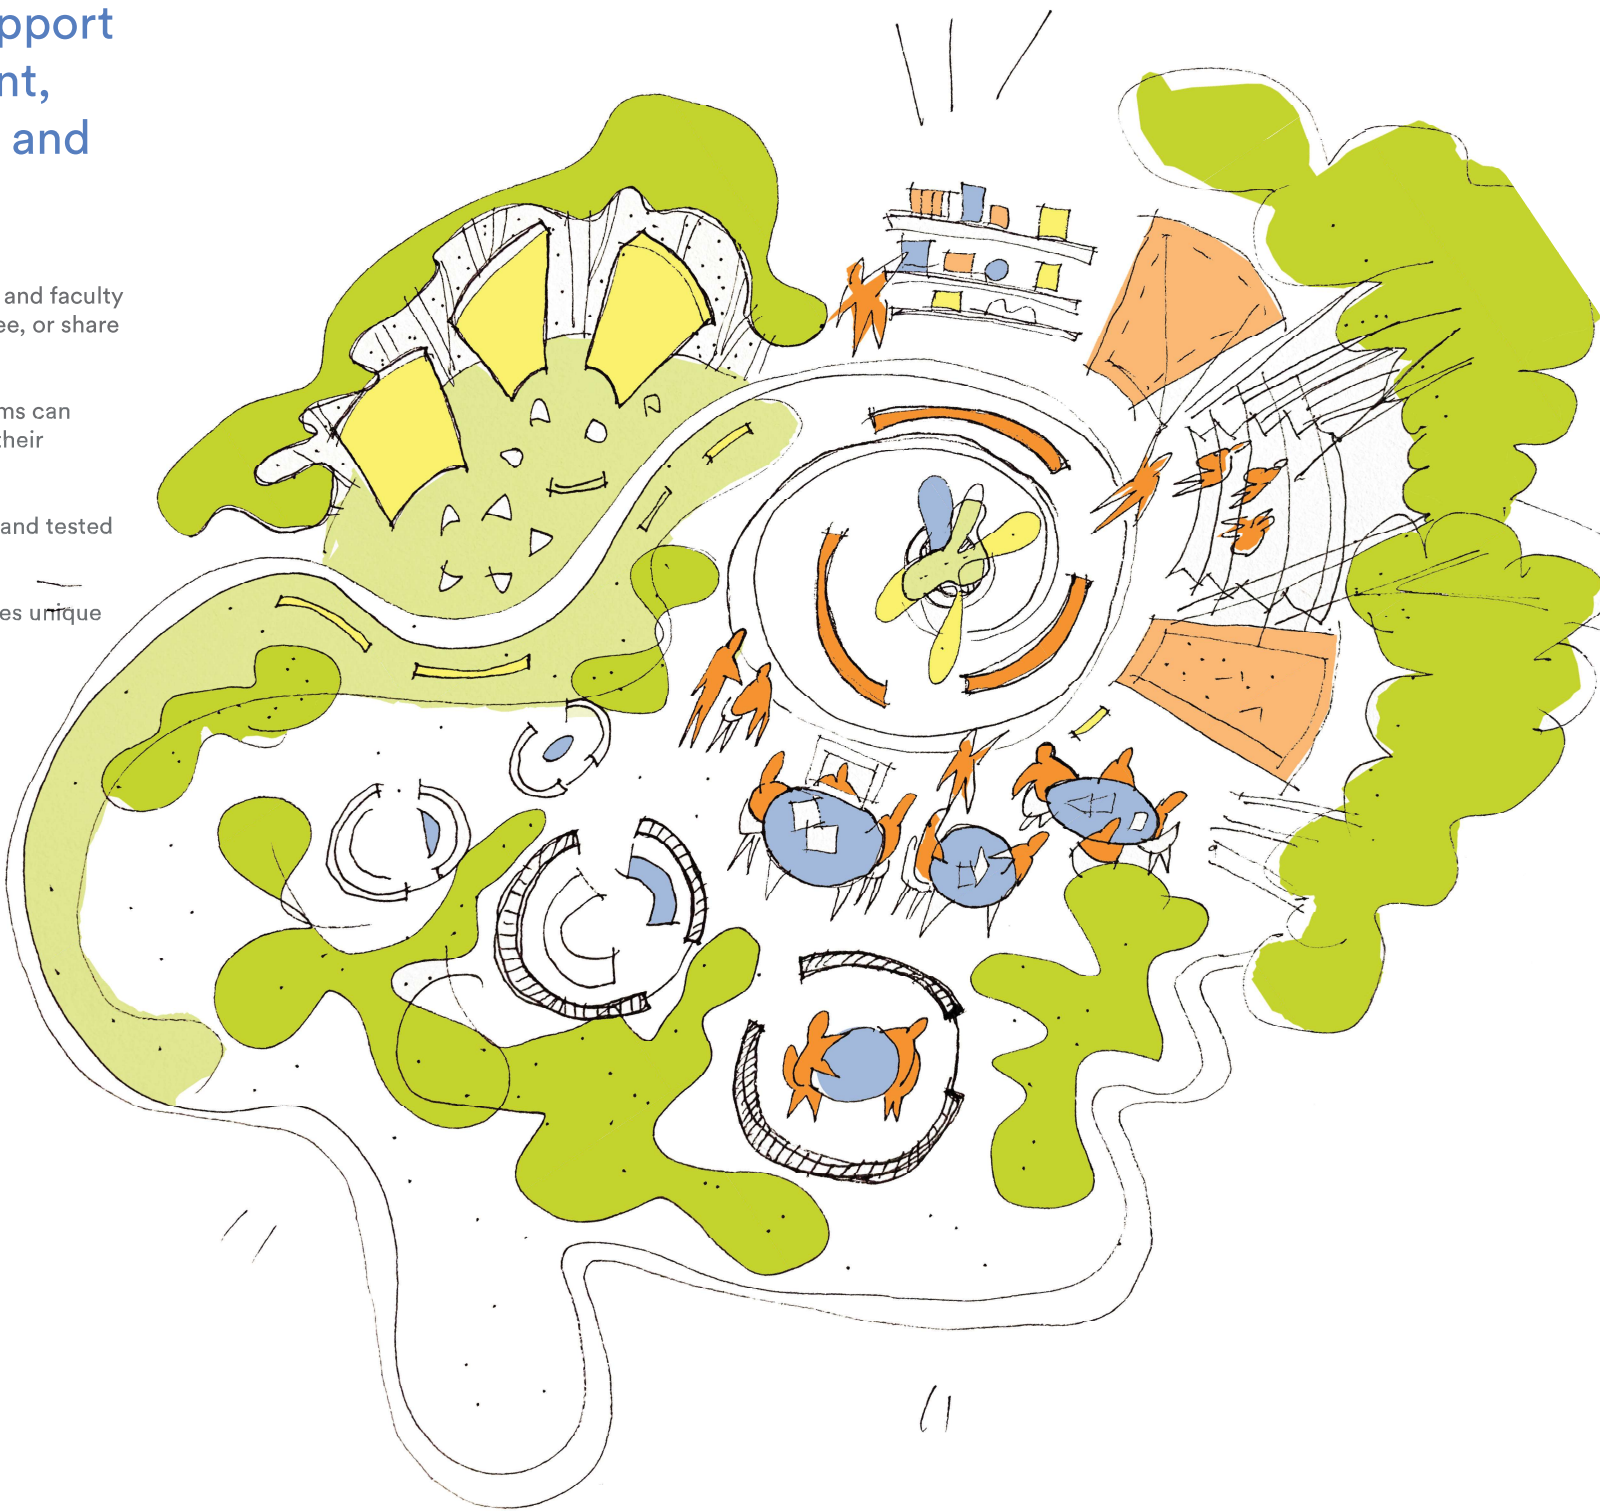 pport
nt,
and
and faculty
ee, or share
ms can
their
and tested
es unique